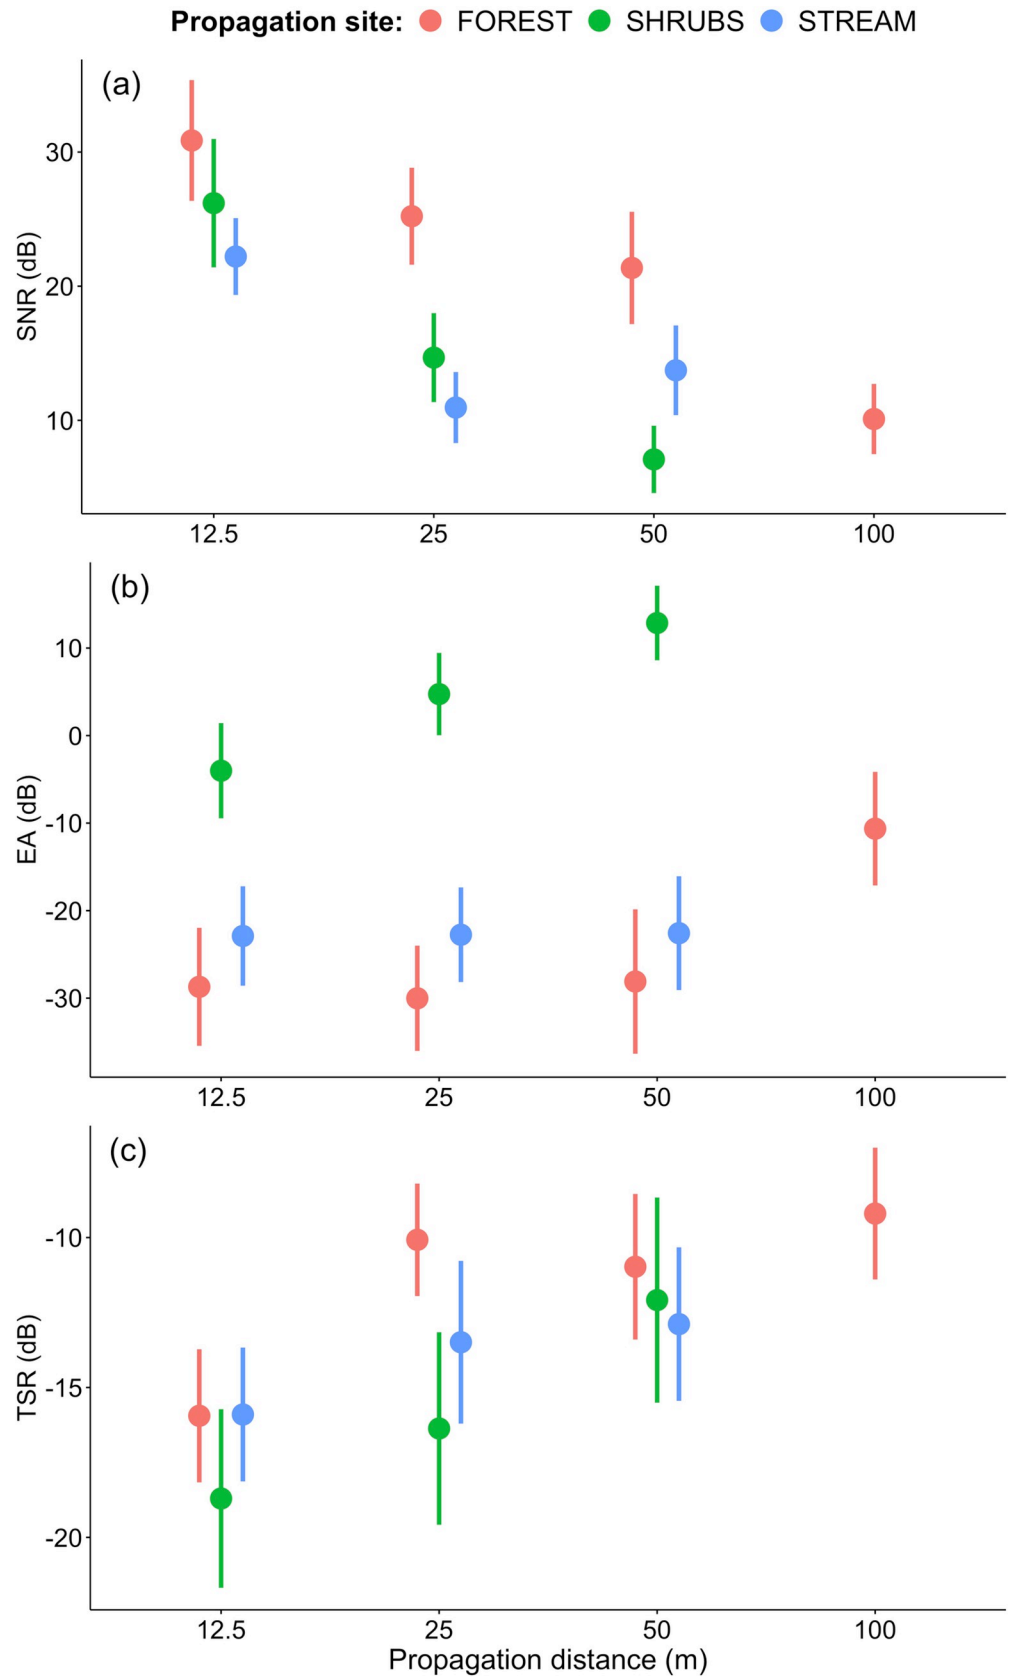 Propagation site: FOREST SHRUBS STREAM
(a)
SNR (dB)
30
20
10
12.5 25 50 100
(b)
EA (dB)
10
0
-10
-20
-30
12.5 25 50 100
(c)
TSR (dB)
-10
-15
-20
12.5 25 50 100
Propagation distance (m)